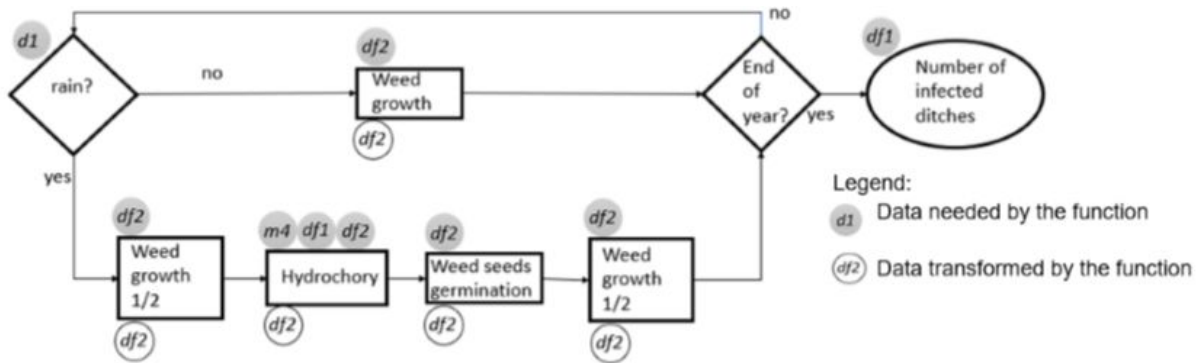 no
d1
rain?
no
df2
Weed
growth
df2
End
of
year?
yes
df1
Number of
infected
ditches
yes
df2
Weed
growth
1/2
df2
m4 df1 df2
Hydrochory
df2
df2
Weed seeds
germination
df2
df2
Weed
growth
1/2
df2
Legend:
d1 Data needed by the function
df2 Data transformed by the function